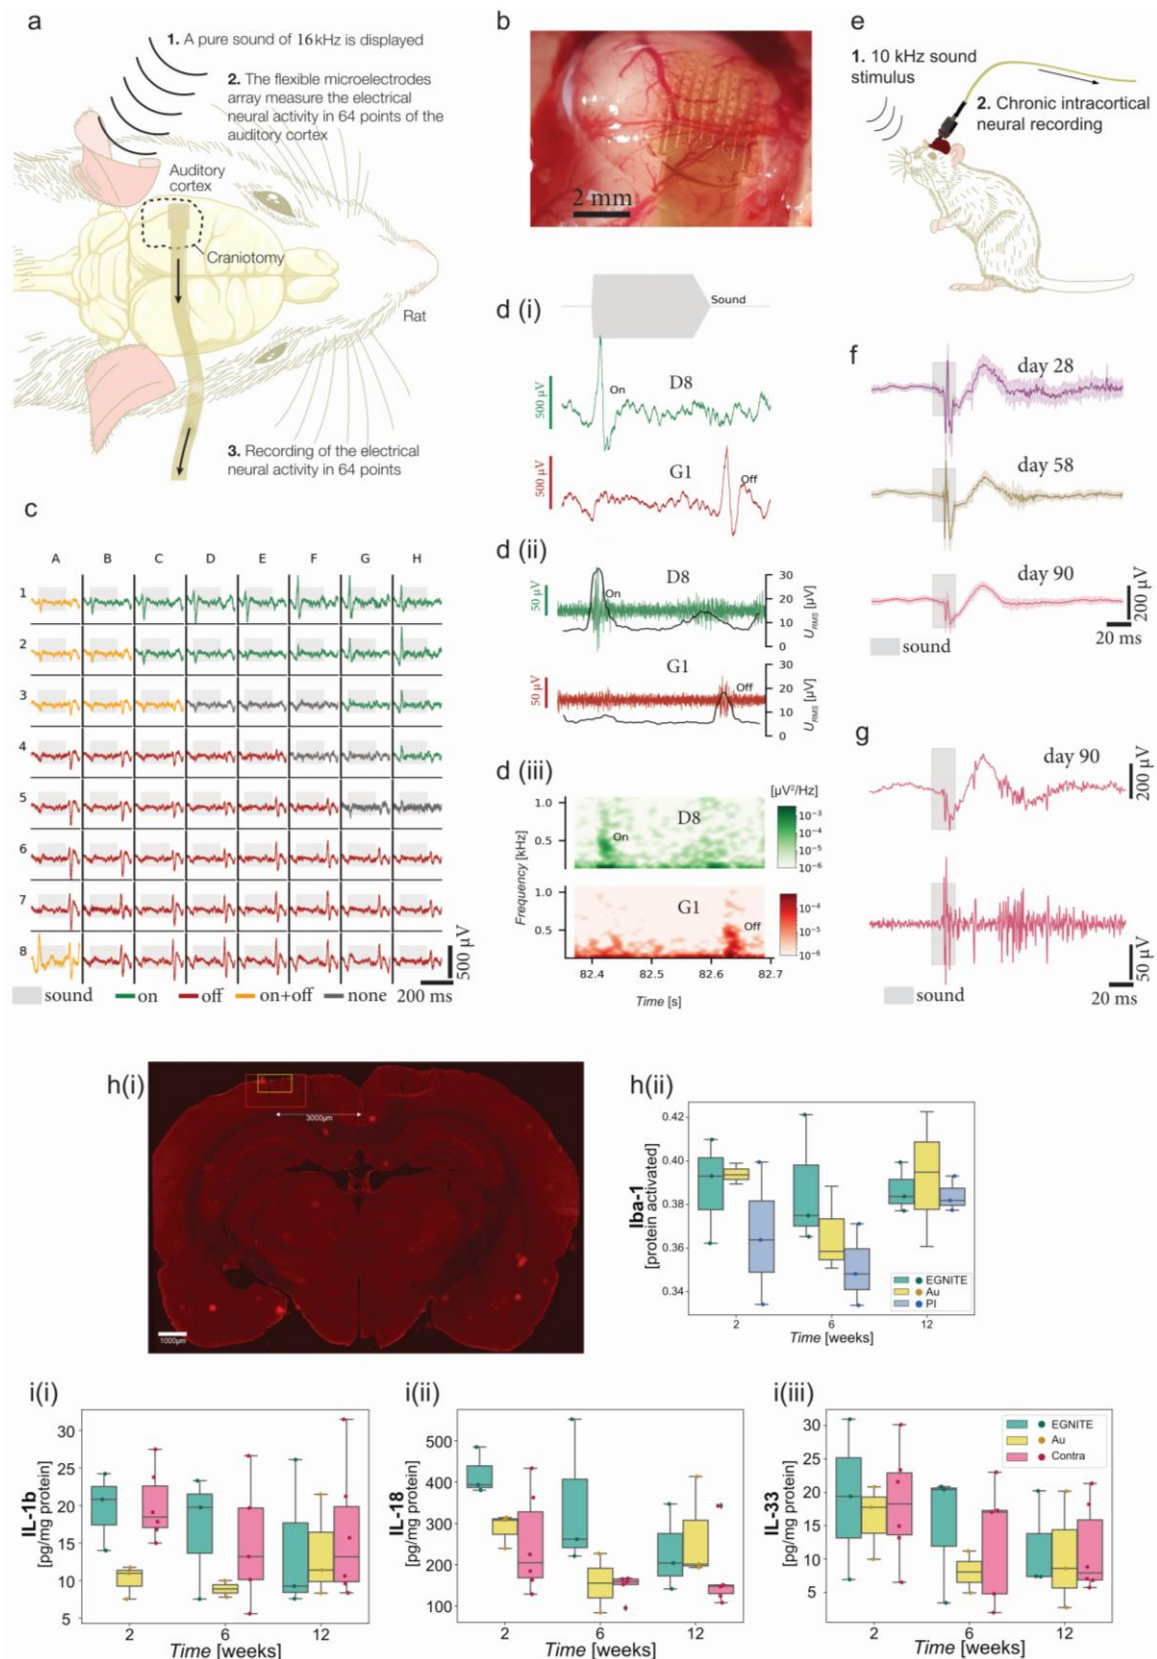 a
1. A pure sound of 16kHz is displayed
2. The flexible microelectrodes
array measure the electrical
neural activity in 64 points of the
auditory cortex
Auditory
cortex
Craniotomy
Rat
3. Recording of the electrical
neural activity in 64 points
b
2 mm
e
1. 10 kHz sound
stimulus
2. Chronic intracortical
neural recording
c
A B C D E F G H
1
2
3
4
5
6
7
8
500 µV
200 ms
sound on off on+off none
d (i)
Sound
500 µV
On
D8
500 µV
G1
Off
d (ii)
50 µV
D8
On
30
20
10
0
U RMS [µV]
50 µV
G1
Off
30
20
10
0
U RMS [µV]
d (iii)
[µV²/Hz]
1.0
0.5
D8
On
10⁻³
10⁻⁴
10⁻⁵
10⁻⁶
Frequency [kHz]
1.0
0.5
G1
Off
10⁻⁴
10⁻⁵
10⁻⁶
82.4 82.5 82.6 82.7
Time [s]
f
day 28
day 58
day 90
200 µV
20 ms
sound
g
day 90
200 µV
50 µV
20 ms
sound
h(i)
3000µm
1000µm
h(ii)
Iba-1
[protein activated]
0.42
0.40
0.38
0.36
0.34
EGNITE
Au
PI
2 6 12
Time [weeks]
i(i)
IL-1b
[pg/mg protein]
30
25
20
15
10
5
2 6 12
Time [weeks]
i(ii)
IL-18
[pg/mg protein]
500
400
300
200
100
2 6 12
Time [weeks]
i(iii)
IL-33
[pg/mg protein]
30
25
20
15
10
5
0
EGNITE
Au
Contra
2 6 12
Time [weeks]